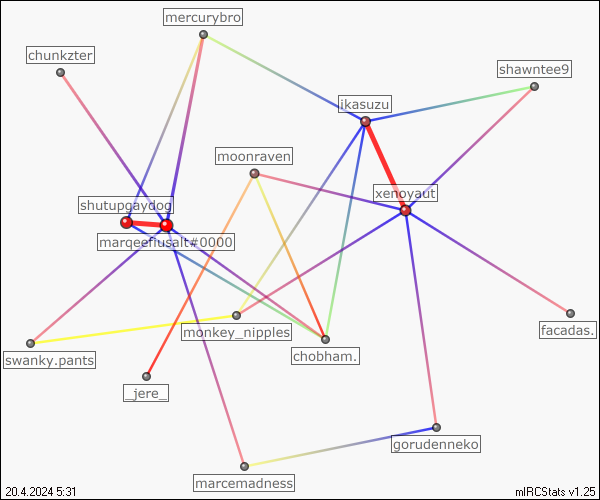 mercurybro
chunkzter
shawntee9
ikasuzu
moonraven
xenoyaut
shutupgaydog
marqeefiusalt#0000
monkey_nipples
facadas.
swanky.pants
chobham.
_jere_
gorudenneko
marcemadness
20.4.2024 5:31
mIRCStats v1.25